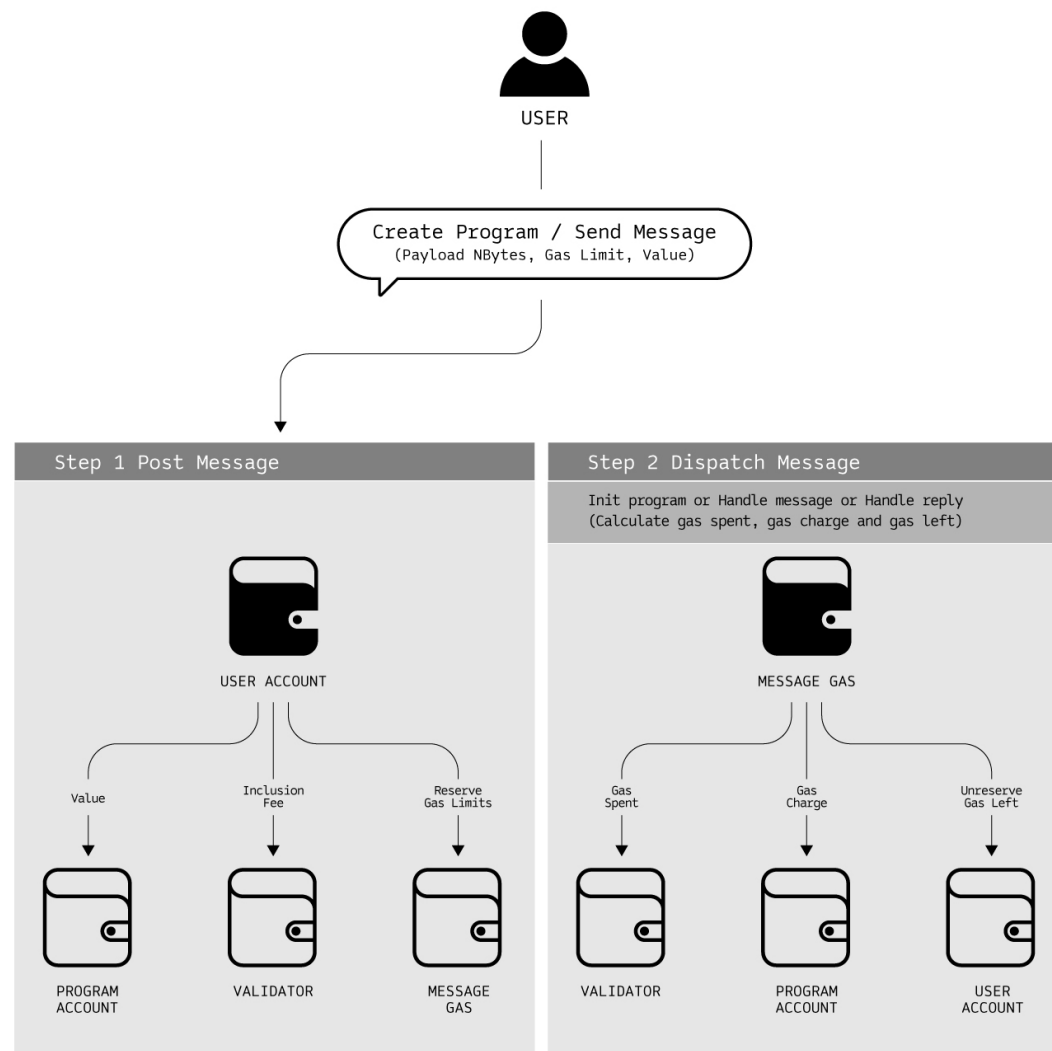 USER
Create Program / Send Message
(Payload NBytes, Gas Limit, Value)
Step 1 Post Message
USER ACCOUNT
Value
Inclusion
Fee
Reserve
Gas Limits
PROGRAM
ACCOUNT
VALIDATOR
MESSAGE
GAS
Step 2 Dispatch Message
Init program or Handle message or Handle reply
(Calculate gas spent, gas charge and gas left)
MESSAGE GAS
Gas
Spent
Gas
Charge
Unreserve
Gas Left
VALIDATOR
PROGRAM
ACCOUNT
USER
ACCOUNT